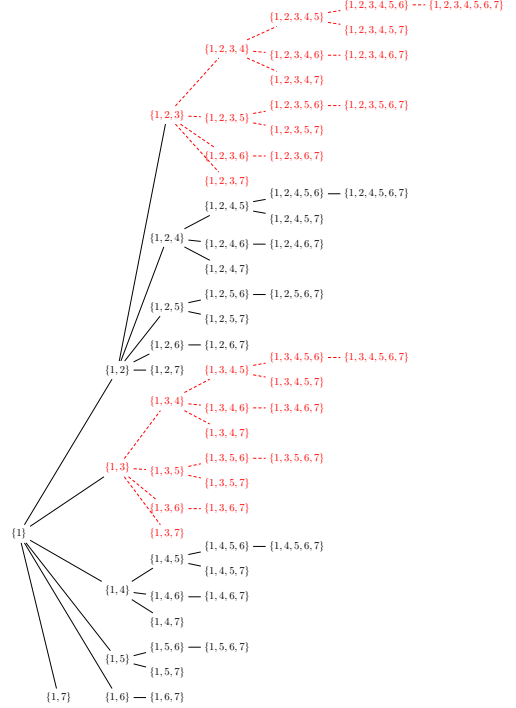 {1, 2, 3, 4, 5, 6} {1, 2, 3, 4, 5, 6, 7}
{1, 2, 3, 4, 5}
{1, 2, 3, 4, 5, 7}
{1, 2, 3, 4}
{1, 2, 3, 4, 6} {1, 2, 3, 4, 6, 7}
{1, 2, 3, 4, 7}
{1, 2, 3, 5, 6} {1, 2, 3, 5, 6, 7}
{1, 2, 3} {1, 2, 3, 5}
{1, 2, 3, 5, 7}
{1, 2, 3, 6} {1, 2, 3, 6, 7}
{1, 2, 3, 7}
{1, 2, 4, 5, 6} {1, 2, 4, 5, 6, 7}
{1, 2, 4, 5}
{1, 2, 4, 5, 7}
{1, 2, 4}
{1, 2, 4, 6} {1, 2, 4, 6, 7}
{1, 2, 4, 7}
{1, 2, 5, 6} {1, 2, 5, 6, 7}
{1, 2, 5}
{1, 2, 5, 7}
{1, 2, 6} {1, 2, 6, 7}
{1, 3, 4, 5, 6} {1, 3, 4, 5, 6, 7}
{1, 2} {1, 2, 7} {1, 3, 4, 5}
{1, 3, 4, 5, 7}
{1, 3, 4}
{1, 3, 4, 6} {1, 3, 4, 6, 7}
{1, 3, 4, 7}
{1, 3, 5, 6} {1, 3, 5, 6, 7}
{1, 3} {1, 3, 5}
{1, 3, 5, 7}
{1, 3, 6} {1, 3, 6, 7}
{1} {1, 3, 7}
{1, 4, 5, 6} {1, 4, 5, 6, 7}
{1, 4, 5}
{1, 4, 5, 7}
{1, 4}
{1, 4, 6} {1, 4, 6, 7}
{1, 4, 7}
{1, 5, 6} {1, 5, 6, 7}
{1, 5}
{1, 5, 7}
{1, 7} {1, 6} {1, 6, 7}